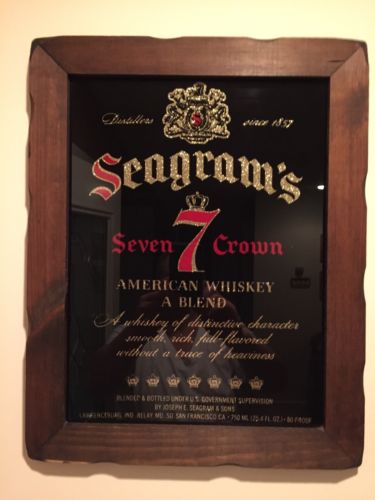 Distillers since 1857
Seagram's
7
Seven Crown
AMERICAN WHISKEY
A BLEND
A whiskey of distinctive character
smooth, rich, full-flavored
without a trace of heaviness
BLENDED & BOTTLED UNDER U.S. GOVERNMENT SUPERVISION
BY JOSEPH E. SEAGRAM & SONS
LAWRENCEBURG, IND. RELAY, MD. SO. SAN FRANCISCO CA - 750 ML (25.4 FL. OZ.) - 80 PROOF